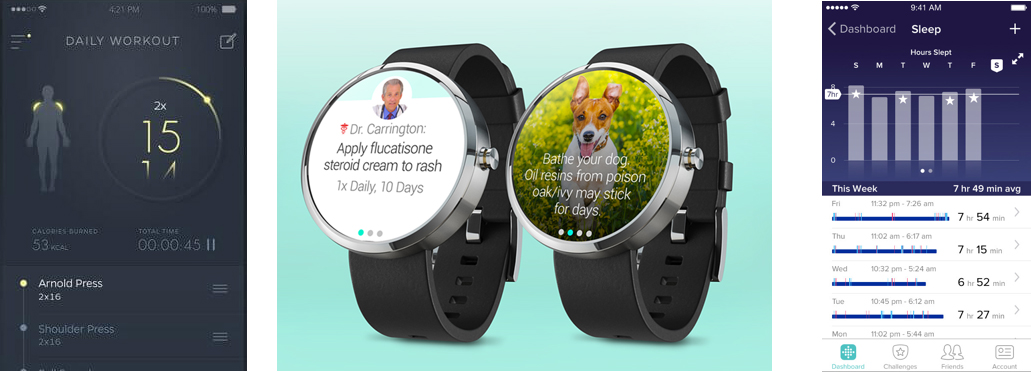 4:21 PM
100%
DAILY WORKOUT
2x
15
14
CALORIES BURNED
TOTAL TIME
53 KCAL
00:00:45
Arnold Press
2x16
Shoulder Press
2x16
Dr. Carrington:
Apply flucatisone
steroid cream to rash
1x Daily, 10 Days
Bathe your dog.
Oil resins from poison
oak/ivy may stick
for days.
9:41 AM
Dashboard
Sleep
+
Hours Slept
S M T W T F S
8
7hr
4
0
This Week
7 hr 49 min avg
Fri
11:32 pm - 7:26 am
7 hr 54 min
Thu
11:02 pm - 6:17 am
7 hr 15 min
Wed
10:32 pm - 5:24 am
6 hr 52 min
Tue
10:45 pm - 6:12 am
7 hr 27 min
Mon
11:02 pm - 5:44 am
Dashboard
Challenges
Friends
Account